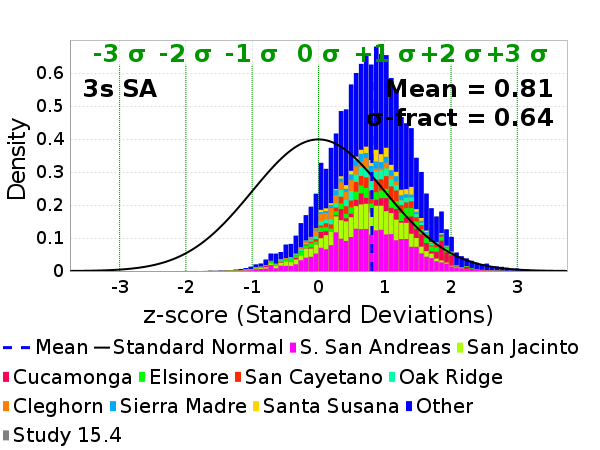 -3 σ -2 σ -1 σ 0 σ +1 σ +2 σ +3 σ
3s SA
Mean = 0.81
σ-fract = 0.64
Density
0.6
0.5
0.4
0.3
0.2
0.1
0
-3 -2 -1 0 1 2 3
z-score (Standard Deviations)
Mean Standard Normal S. San Andreas San Jacinto
Cucamonga Elsinore San Cayetano Oak Ridge
Cleghorn Sierra Madre Santa Susana Other
Study 15.4